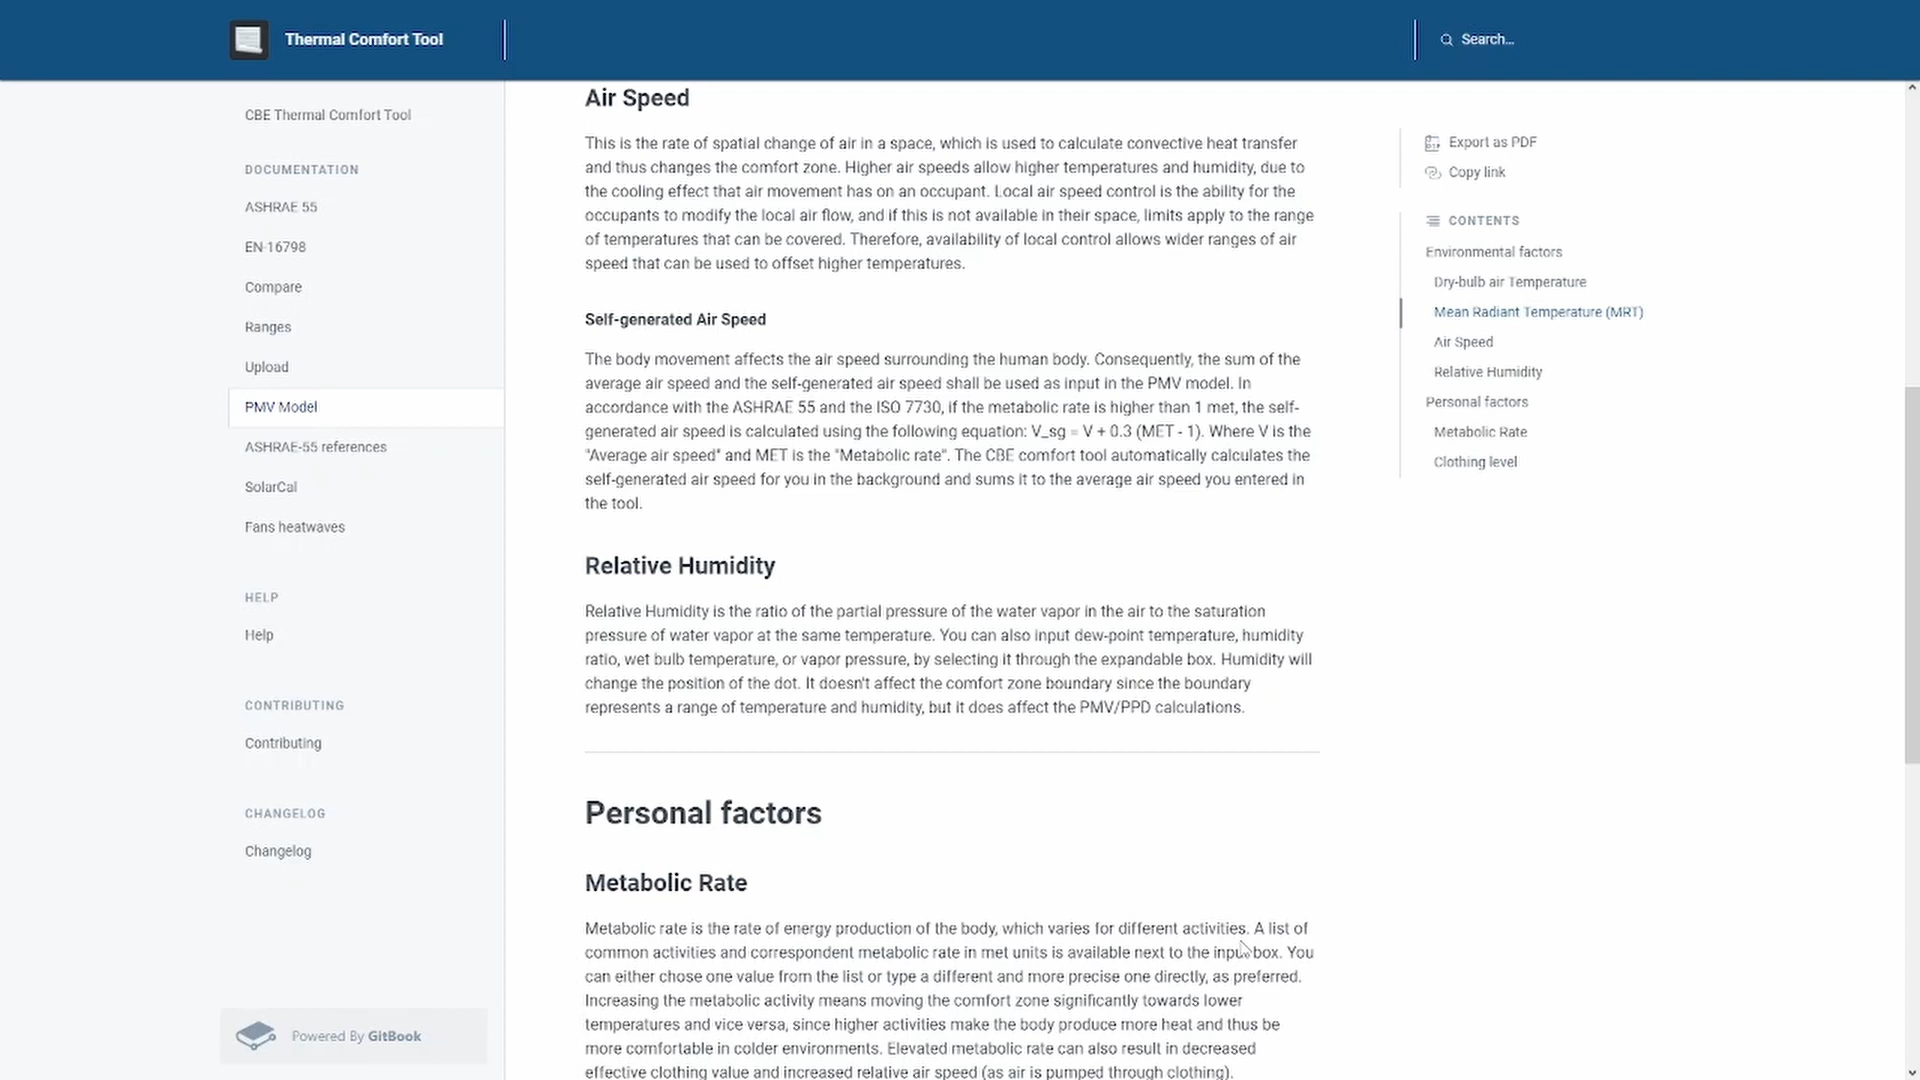 Thermal Comfort Tool
Search...
CBE Thermal Comfort Tool
DOCUMENTATION
ASHRAE 55
EN-16798
Compare
Ranges
Upload
PMV Model
ASHRAE-55 references
SolarCal
Fans heatwaves
HELP
Help
CONTRIBUTING
Contributing
CHANGELOG
Changelog
Powered By GitBook
Air Speed
This is the rate of spatial change of air in a space, which is used to calculate convective heat transfer
and thus changes the comfort zone. Higher air speeds allow higher temperatures and humidity, due to
the cooling effect that air movement has on an occupant. Local air speed control is the ability for the
occupants to modify the local air flow, and if this is not available in their space, limits apply to the range
of temperatures that can be covered. Therefore, availability of local control allows wider ranges of air
speed that can be used to offset higher temperatures.
Self-generated Air Speed
The body movement affects the air speed surrounding the human body. Consequently, the sum of the
average air speed and the self-generated air speed shall be used as input in the PMV model. In
accordance with the ASHRAE 55 and the ISO 7730, if the metabolic rate is higher than 1 met, the self-
generated air speed is calculated using the following equation: V_sg = V + 0.3 (MET - 1). Where V is the
"Average air speed" and MET is the "Metabolic rate". The CBE comfort tool automatically calculates the
self-generated air speed for you in the background and sums it to the average air speed you entered in
the tool.
Relative Humidity
Relative Humidity is the ratio of the partial pressure of the water vapor in the air to the saturation
pressure of water vapor at the same temperature. You can also input dew-point temperature, humidity
ratio, wet bulb temperature, or vapor pressure, by selecting it through the expandable box. Humidity will
change the position of the dot. It doesn't affect the comfort zone boundary since the boundary
represents a range of temperature and humidity, but it does affect the PMV/PPD calculations.
Personal factors
Metabolic Rate
Metabolic rate is the rate of energy production of the body, which varies for different activities. A list of
common activities and correspondent metabolic rate in met units is available next to the input box. You
can either chose one value from the list or type a different and more precise one directly, as preferred.
Increasing the metabolic activity means moving the comfort zone significantly towards lower
temperatures and vice versa, since higher activities make the body produce more heat and thus be
more comfortable in colder environments. Elevated metabolic rate can also result in decreased
effective clothing value and increased relative air speed (as air is pumped through clothing).
Export as PDF
Copy link
CONTENTS
Environmental factors
Dry-bulb air Temperature
Mean Radiant Temperature (MRT)
Air Speed
Relative Humidity
Personal factors
Metabolic Rate
Clothing level